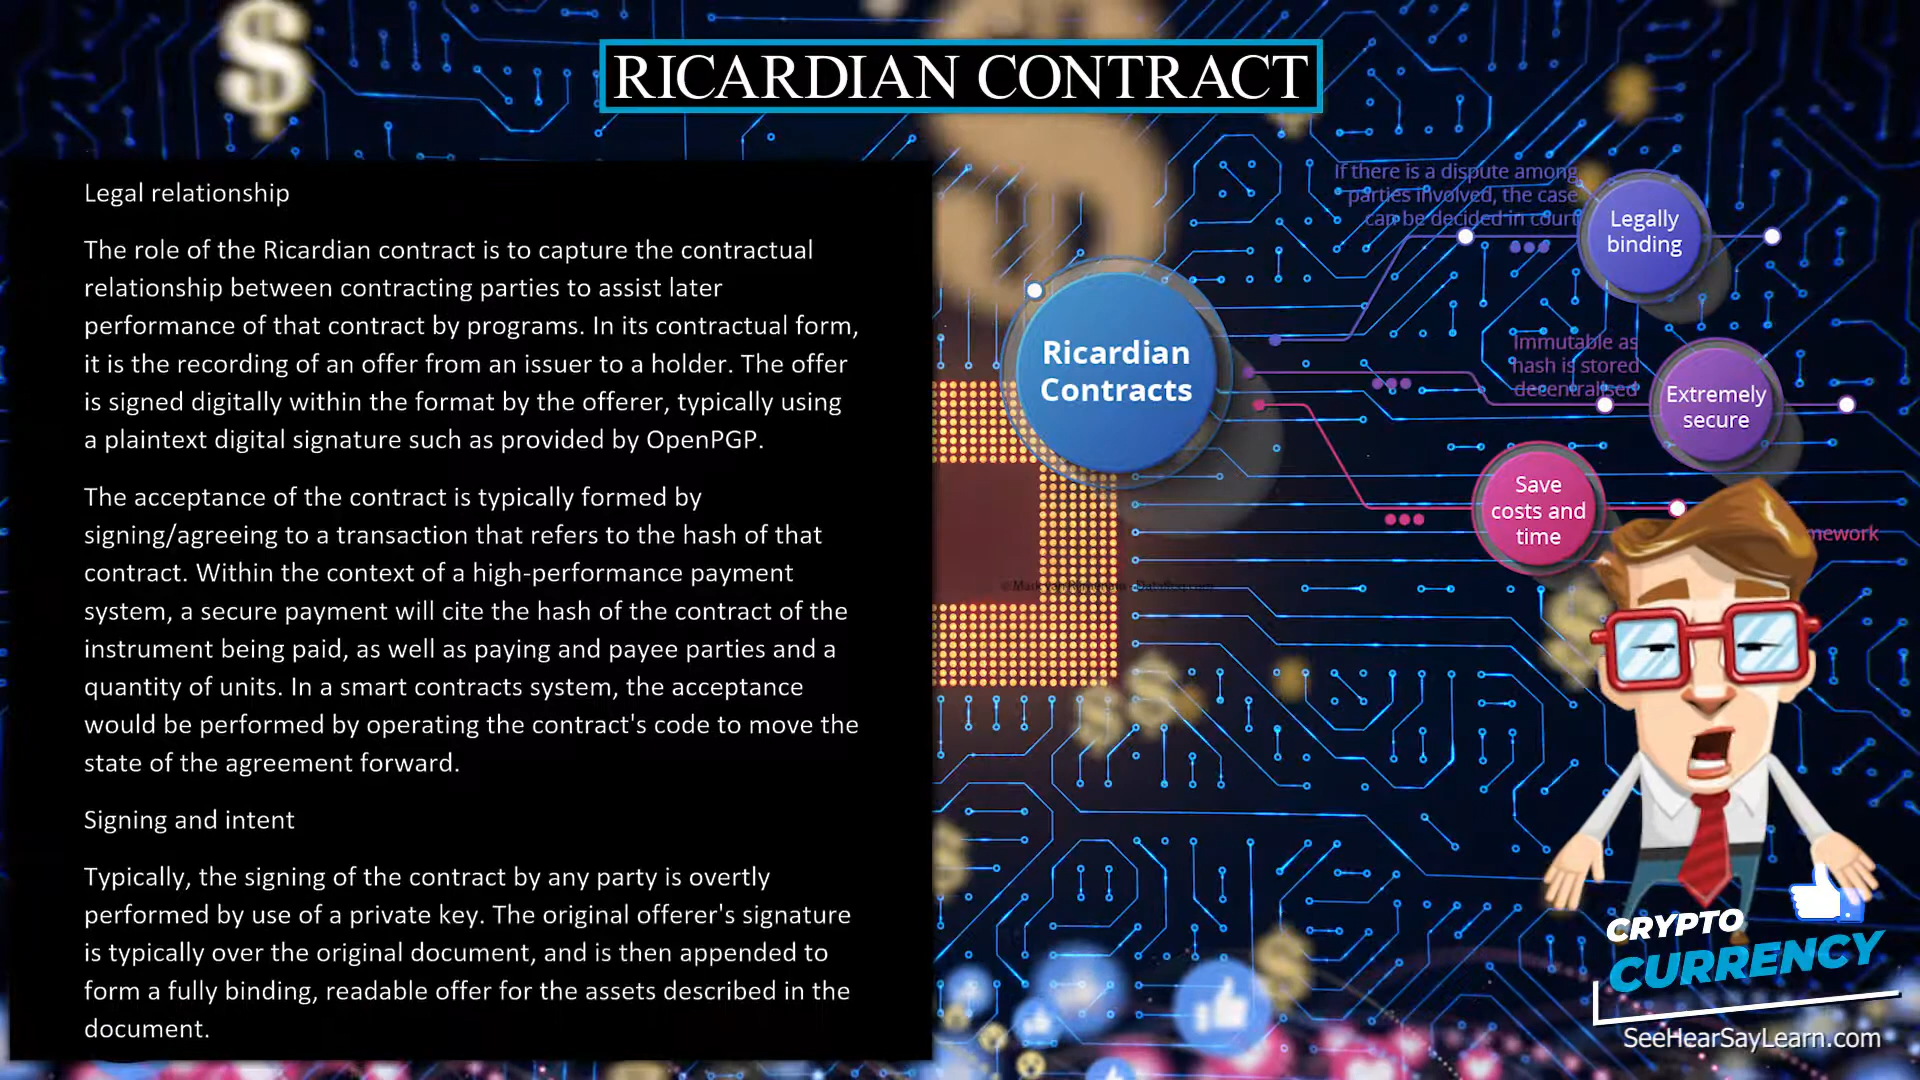 RICARDIAN CONTRACT
Legal relationship
The role of the Ricardian contract is to capture the contractual
relationship between contracting parties to assist later
performance of that contract by programs. In its contractual form,
it is the recording of an offer from an issuer to a holder. The offer
is signed digitally within the format by the offerer, typically using
a plaintext digital signature such as provided by OpenPGP.
The acceptance of the contract is typically formed by
signing/agreeing to a transaction that refers to the hash of that
contract. Within the context of a high-performance payment
system, a secure payment will cite the hash of the contract of the
instrument being paid, as well as paying and payee parties and a
quantity of units. In a smart contracts system, the acceptance
would be performed by operating the contract's code to move the
state of the agreement forward.
Signing and intent
Typically, the signing of the contract by any party is overtly
performed by use of a private key. The original offerer's signature
is typically over the original document, and is then appended to
form a fully binding, readable offer for the assets described in the
document.
Ricardian
Contracts
If there is a dispute among
parties involved, the case
can be decided in court
Legally
binding
Immutable as
hash is stored
decentralised
Extremely
secure
Save
costs and
time
CRYPTO
CURRENCY
SeeHearSayLearn.com